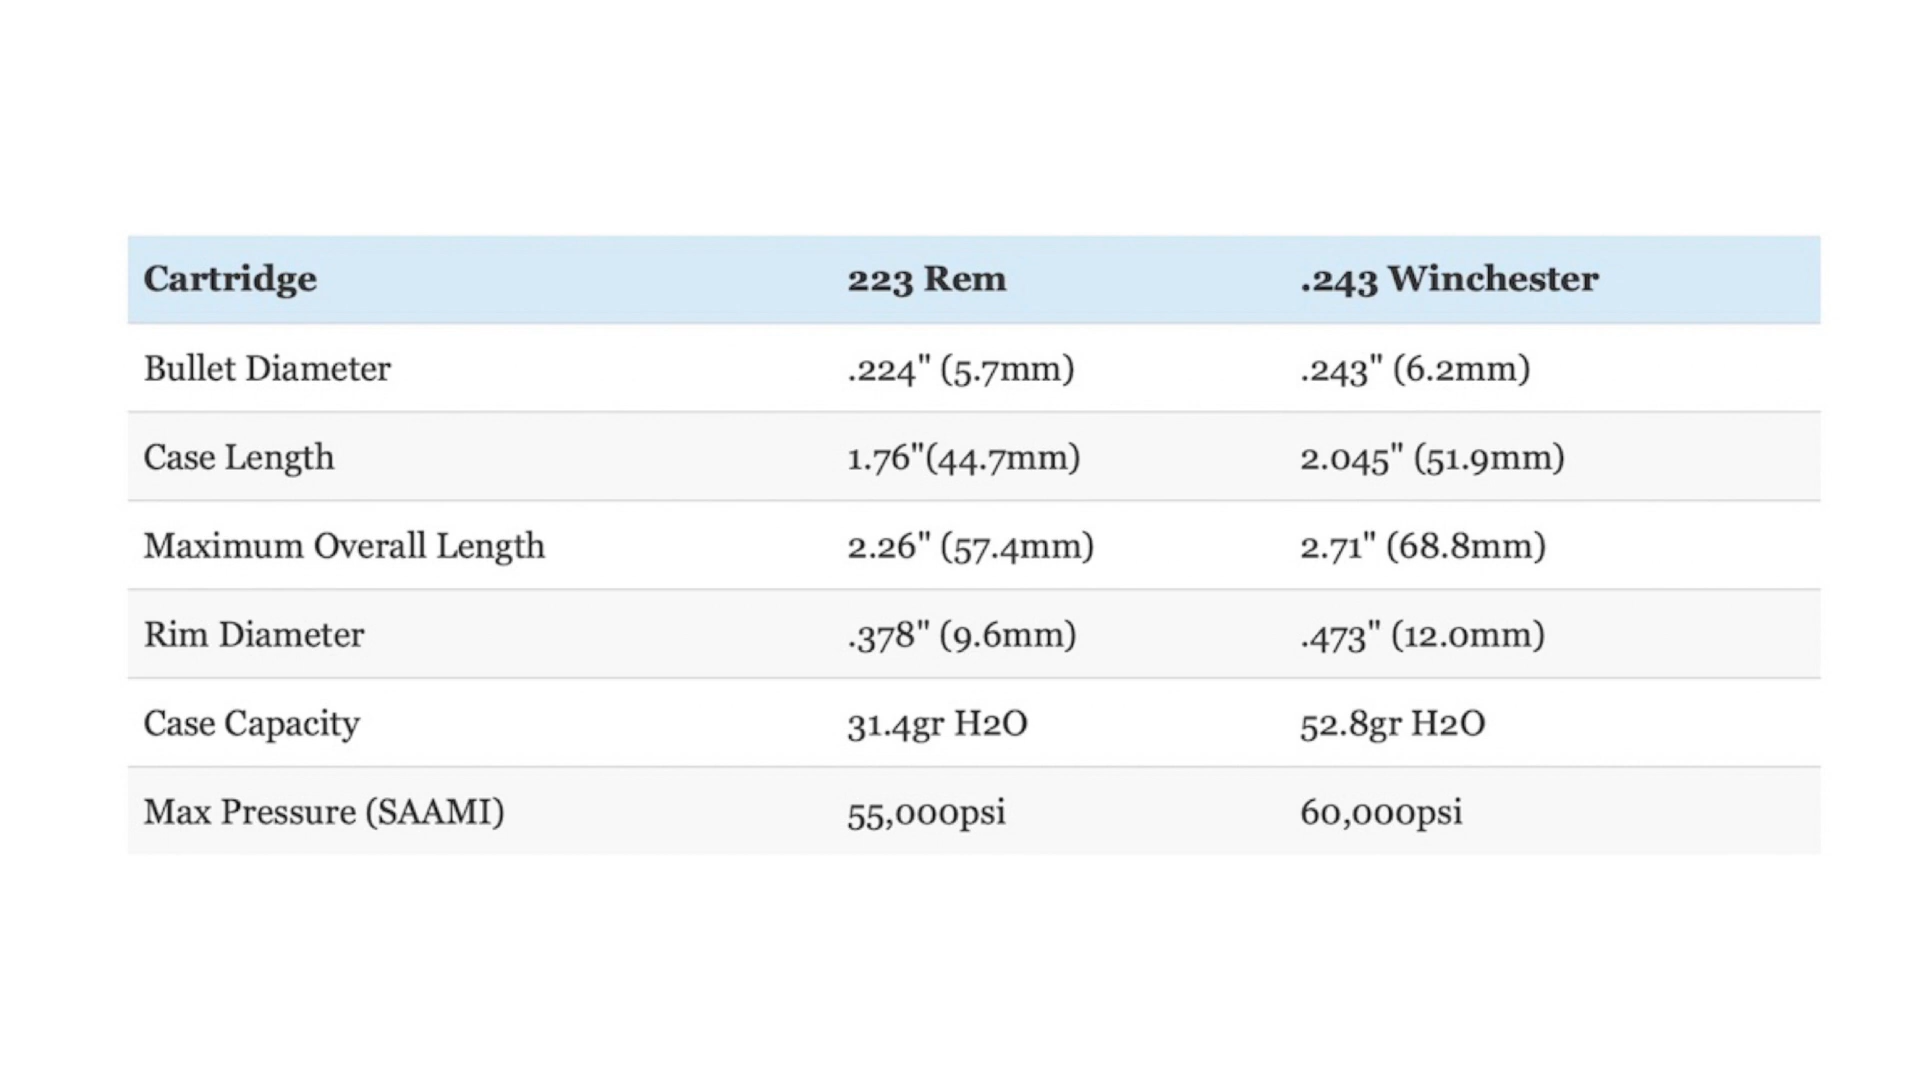 Cartridge 223 Rem .243 Winchester
Bullet Diameter .224" (5.7mm) .243" (6.2mm)
Case Length 1.76"(44.7mm) 2.045" (51.9mm)
Maximum Overall Length 2.26" (57.4mm) 2.71" (68.8mm)
Rim Diameter .378" (9.6mm) .473" (12.0mm)
Case Capacity 31.4gr H2O 52.8gr H2O
Max Pressure (SAAMI) 55,000psi 60,000psi